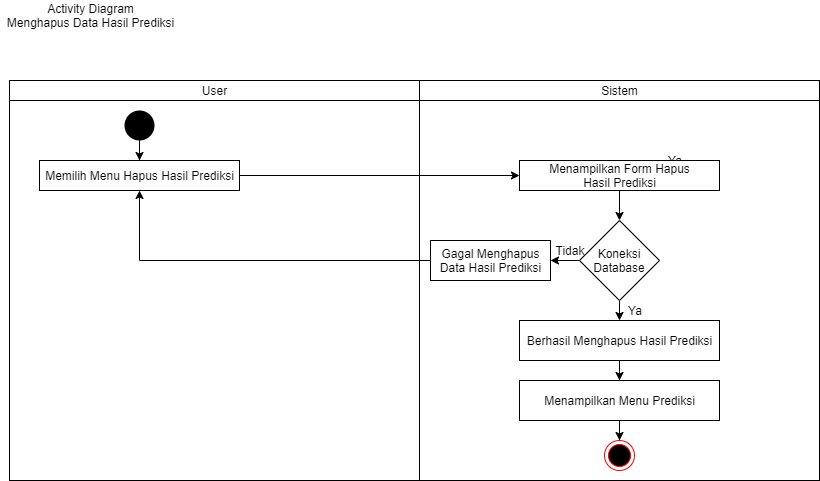 Activity Diagram
Menghapus Data Hasil Prediksi
User
Sistem
Memilih Menu Hapus Hasil Prediksi
Menampilkan Form Hapus
Hasil Prediksi
Gagal Menghapus
Data Hasil Prediksi
Tidak
Koneksi
Database
Ya
Berhasil Menghapus Hasil Prediksi
Menampilkan Menu Prediksi